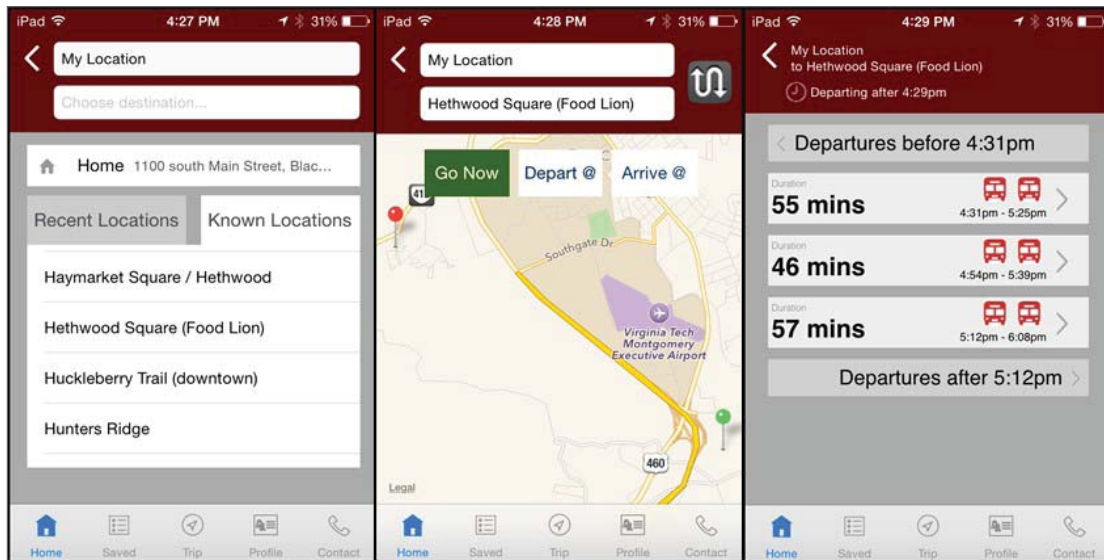 iPad 4:27 PM 31%
My Location
Choose destination...
Home 1100 south Main Street, Blac...
Recent Locations Known Locations
Haymarket Square / Hethwood
Hethwood Square (Food Lion)
Huckleberry Trail (downtown)
Hunters Ridge
Home Saved Trip Profile Contact
iPad 4:28 PM 31%
My Location
Hethwood Square (Food Lion)
Go Now Depart @ Arrive @
Southgate Dr
Virginia Tech
Montgomery
Executive Airport
460
Legal
Home Saved Trip Profile Contact
iPad 4:29 PM 31%
My Location
to Hethwood Square (Food Lion)
Departing after 4:29pm
< Departures before 4:31pm
Duration
55 mins
4:31pm - 5:25pm
Duration
46 mins
4:54pm - 5:39pm
Duration
57 mins
5:12pm - 6:08pm
Departures after 5:12pm >
Home Saved Trip Profile Contact